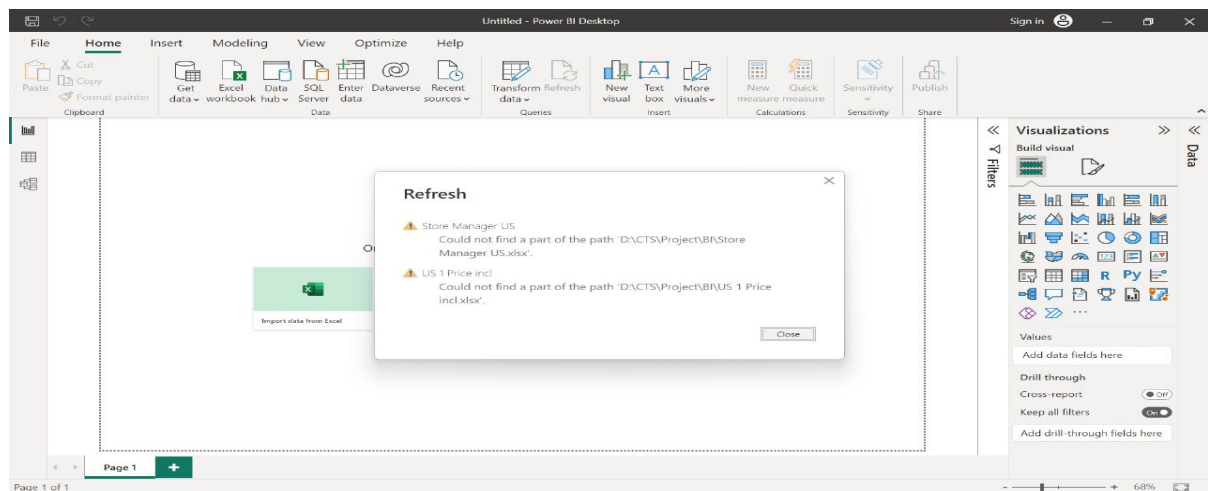 Untitled - Power BI Desktop
Sign in
File Home Insert Modeling View Optimize Help
Paste
Cut
Copy
Format painter
Get data
Excel workbook
Data hub
SQL Server
Enter data
Dataverse
Recent sources
Transform data
Refresh
New visual
Text box
More visuals
New measure
Quick measure
Sensitivity
Publish
Clipboard Data Queries Insert Calculations Sensitivity Share
Filters
Visualizations
Build visual
Data
R Py
123
Values
Add data fields here
Drill through
Cross-report Off
Keep all filters On
Add drill-through fields here
Import data from Excel
Refresh
Store Manager US
Could not find a part of the path 'D:\CTS\Project\BI\Store
Manager US.xlsx'.
US 1 Price incl
Could not find a part of the path 'D:\CTS\Project\BI\US 1 Price
incl.xlsx'.
Close
Page 1
Page 1 of 1
68%